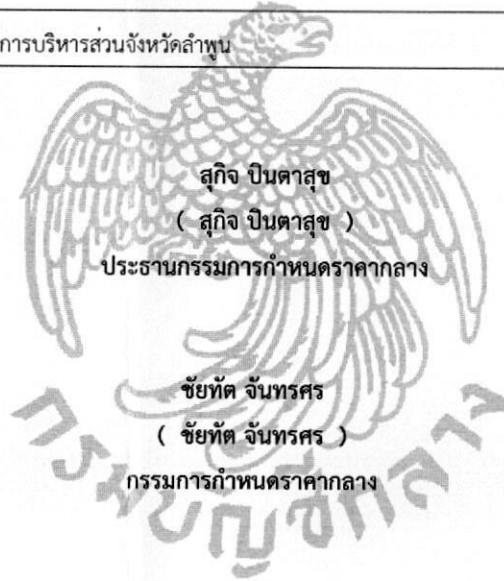 การบริหารส่วนจังหวัดลำพูน
สุกิจ ปินตาสุข
( สุกิจ ปินตาสุข )
ประธานกรรมการกำหนดราคากลาง
ชัยทัต จันทรศร
( ชัยทัต จันทรศร )
กรรมการกำหนดราคากลาง
กรมบัญชีกลาง